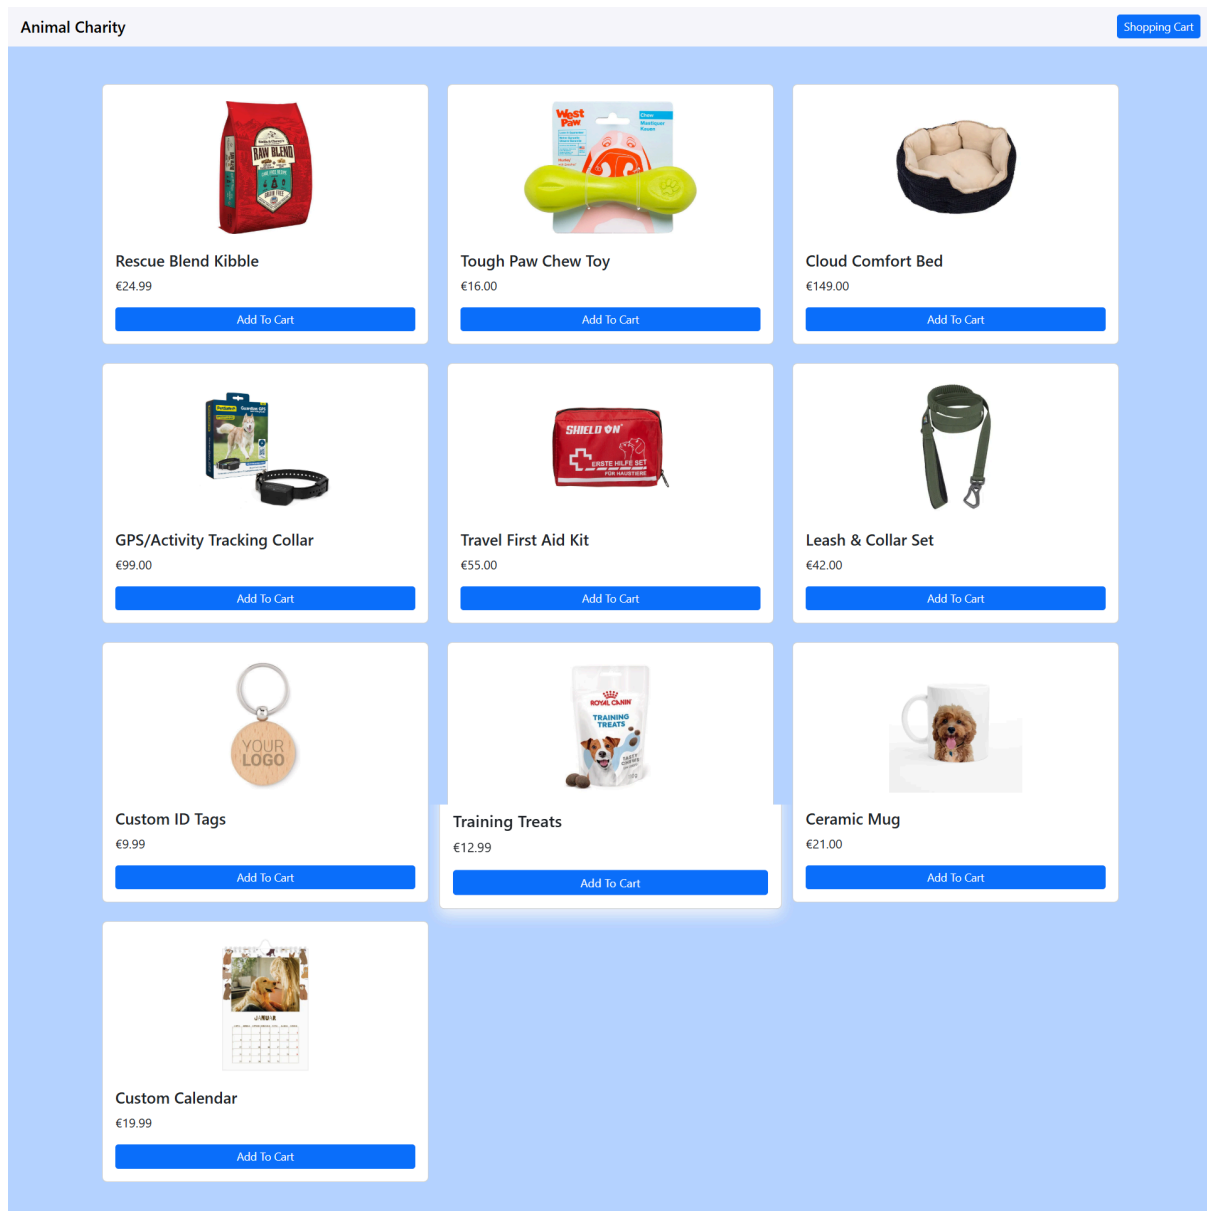 Animal Charity
Shopping Cart
RAW BLEND
GRAIN FREE
West
Paw
Chew
Rescue Blend Kibble
€24.99
Add To Cart
Tough Paw Chew Toy
€16.00
Add To Cart
Cloud Comfort Bed
€149.00
Add To Cart
SHIELD ON
ERSTE HILFE SET
FÜR HAUSTIERE
GPS/Activity Tracking Collar
€99.00
Add To Cart
Travel First Aid Kit
€55.00
Add To Cart
Leash & Collar Set
€42.00
Add To Cart
YOUR
LOGO
ROYAL CANIN
TRAINING
TREATS
Custom ID Tags
€9.99
Add To Cart
Training Treats
€12.99
Add To Cart
Ceramic Mug
€21.00
Add To Cart
JANUAR
Custom Calendar
€19.99
Add To Cart